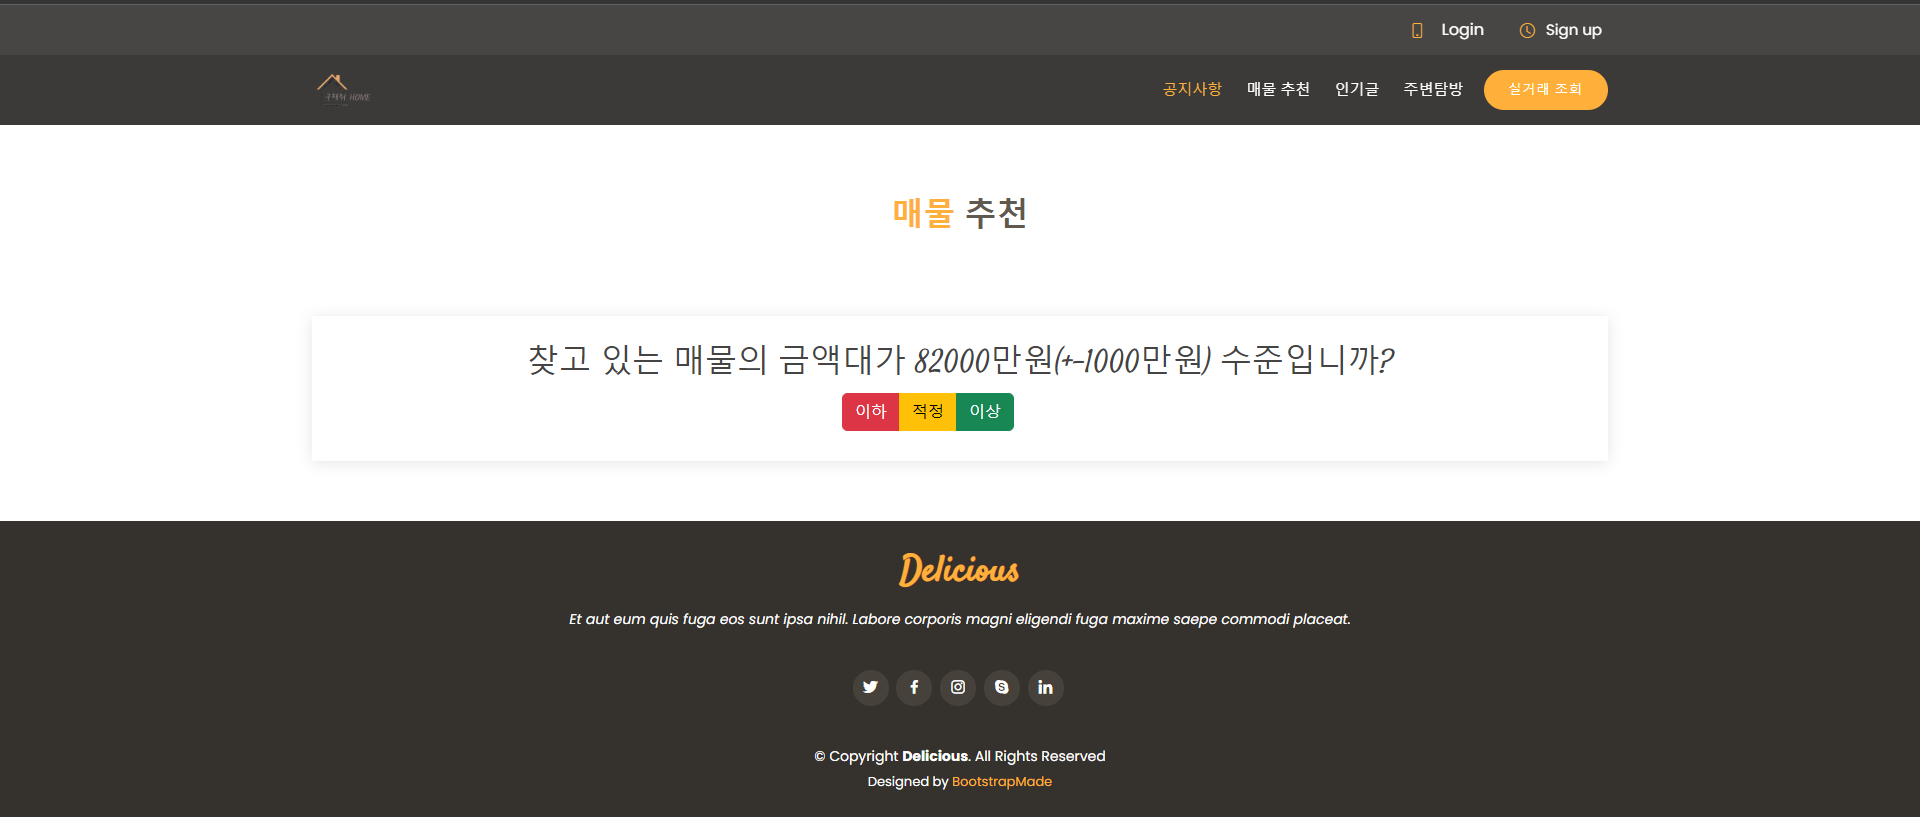 Login
Sign up
HOME
공지사항
매물 추천
인기글
주변탐방
실거래 조회
매물 추천
찾고 있는 매물의 금액대가 82000만원(+-1000만원) 수준입니까?
이하
적정
이상
Delicious
Et aut eum quis fuga eos sunt ipsa nihil. Labore corporis magni eligendi fuga maxime saepe commodi placeat.
© Copyright Delicious. All Rights Reserved
Designed by BootstrapMade